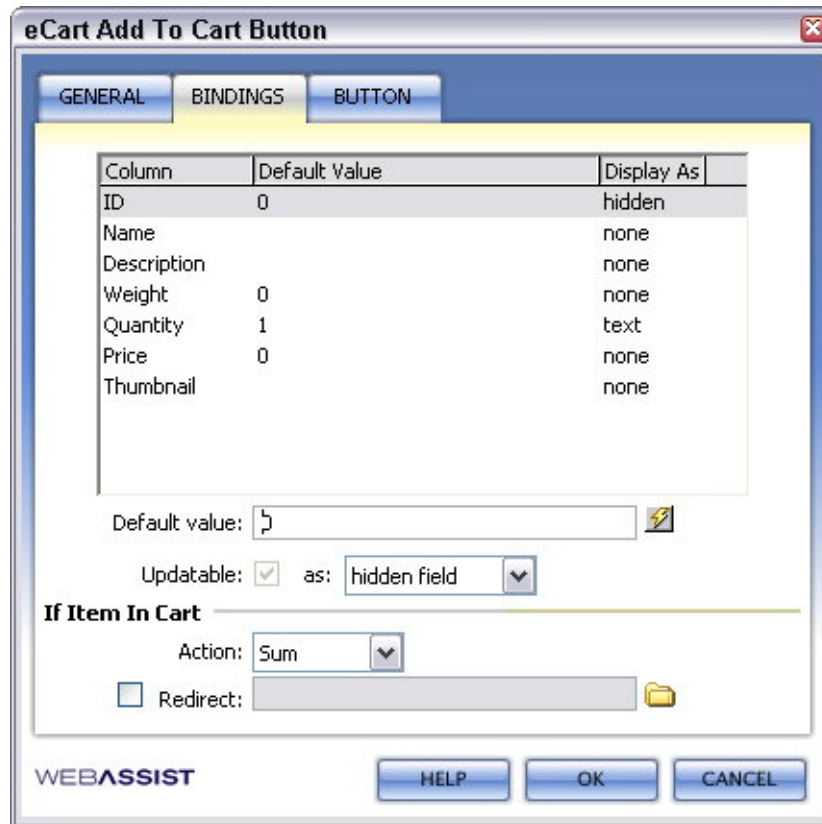 eCart Add To Cart Button
GENERAL BINDINGS BUTTON
Column Default Value Display As
ID 0 hidden
Name none
Description none
Weight 0 none
Quantity 1 text
Price 0 none
Thumbnail none
Default value:
Updatable: as: hidden field
If Item In Cart
Action: Sum
Redirect:
WEBASSIST HELP OK CANCEL